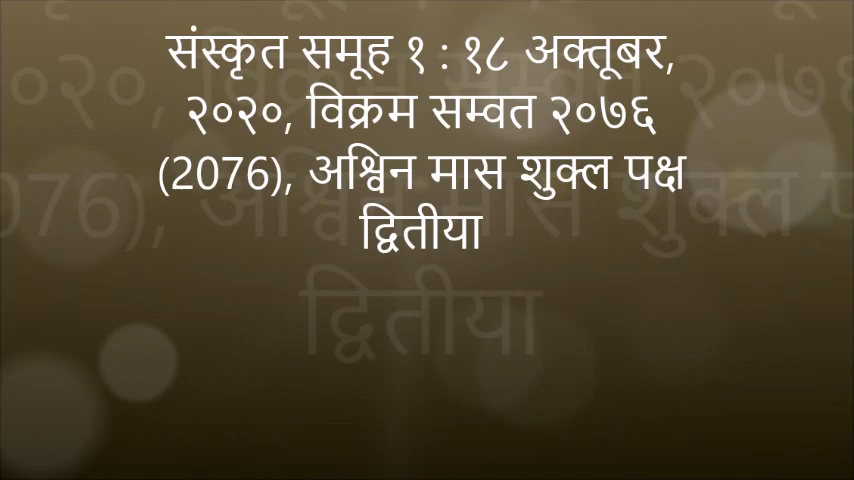 संस्कृत समूह १ : १८ अक्तूबर,
२०२०, विक्रम सम्वत २०७६
(2076), अश्विन मास शुक्ल पक्ष
द्वितीया